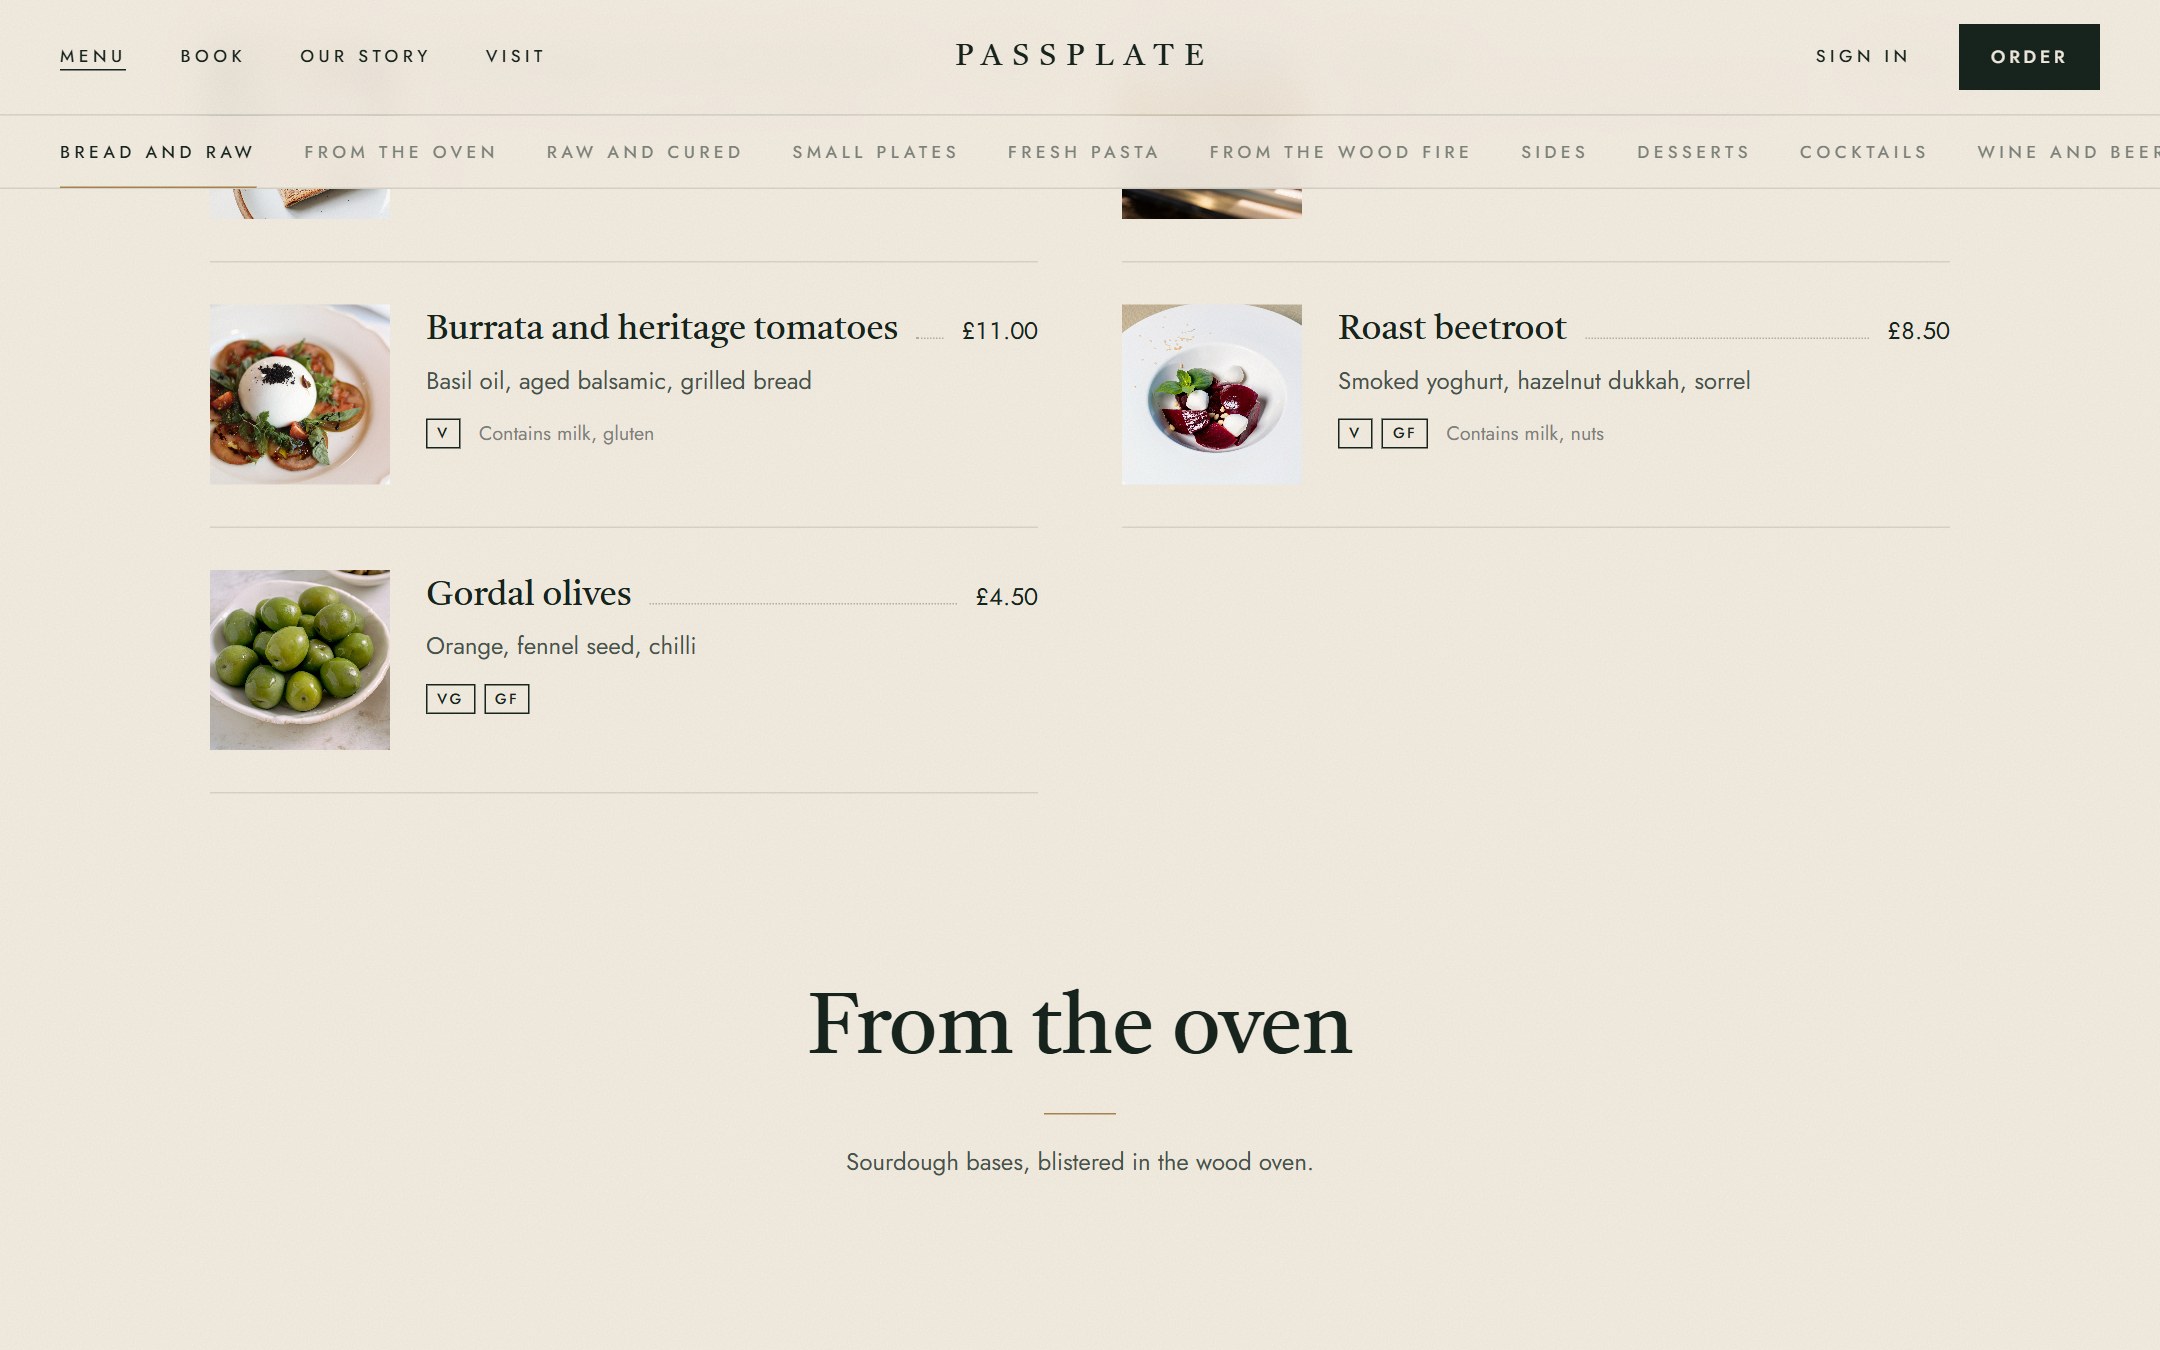 MENU BOOK OUR STORY VISIT PASSPLATE SIGN IN ORDER
BREAD AND RAW FROM THE OVEN RAW AND CURED SMALL PLATES FRESH PASTA FROM THE WOOD FIRE SIDES DESSERTS COCKTAILS WINE AND BEER
Burrata and heritage tomatoes £11.00
Basil oil, aged balsamic, grilled bread
V Contains milk, gluten
Roast beetroot £8.50
Smoked yoghurt, hazelnut dukkah, sorrel
V GF Contains milk, nuts
Gordal olives £4.50
Orange, fennel seed, chilli
VG GF
From the oven
Sourdough bases, blistered in the wood oven.